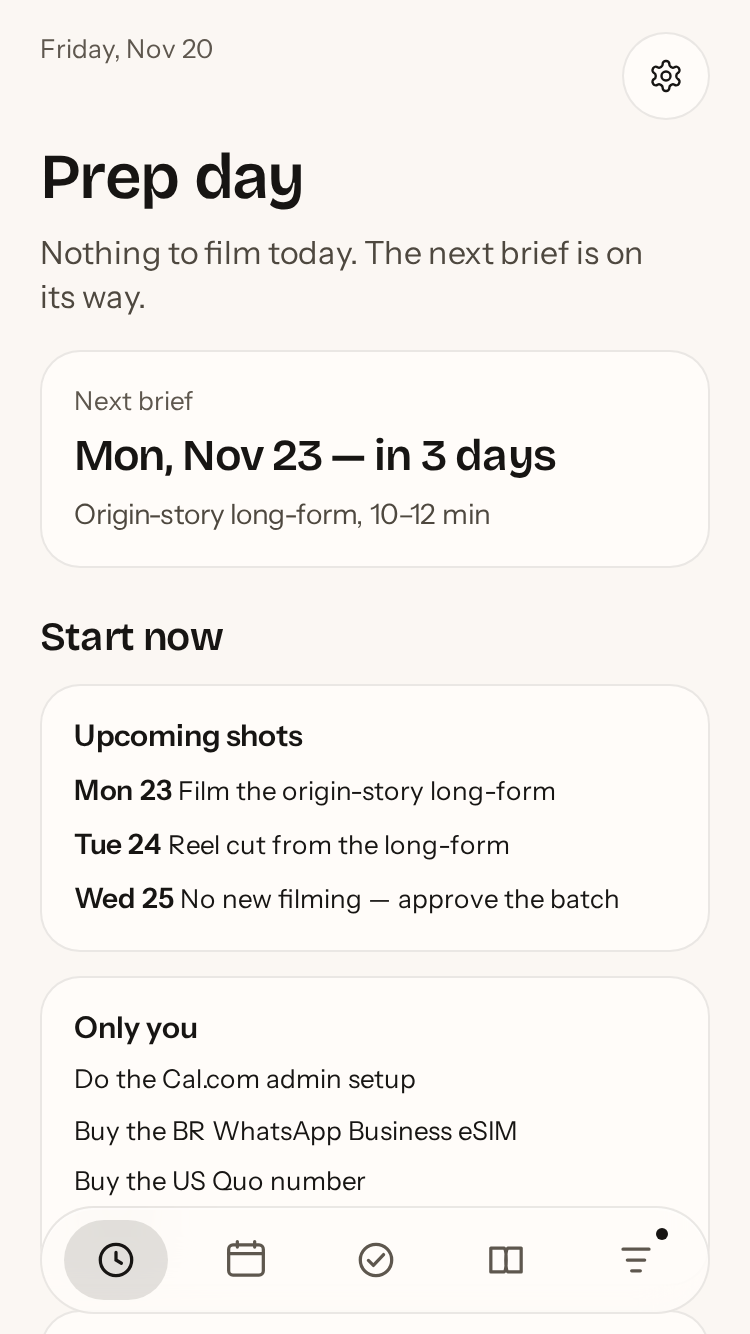 Friday, Nov 20
Prep day
Nothing to film today. The next brief is on
its way.
Next brief
Mon, Nov 23 — in 3 days
Origin-story long-form, 10–12 min
Start now
Upcoming shots
Mon 23 Film the origin-story long-form
Tue 24 Reel cut from the long-form
Wed 25 No new filming — approve the batch
Only you
Do the Cal.com admin setup
Buy the BR WhatsApp Business eSIM
Buy the US Quo number